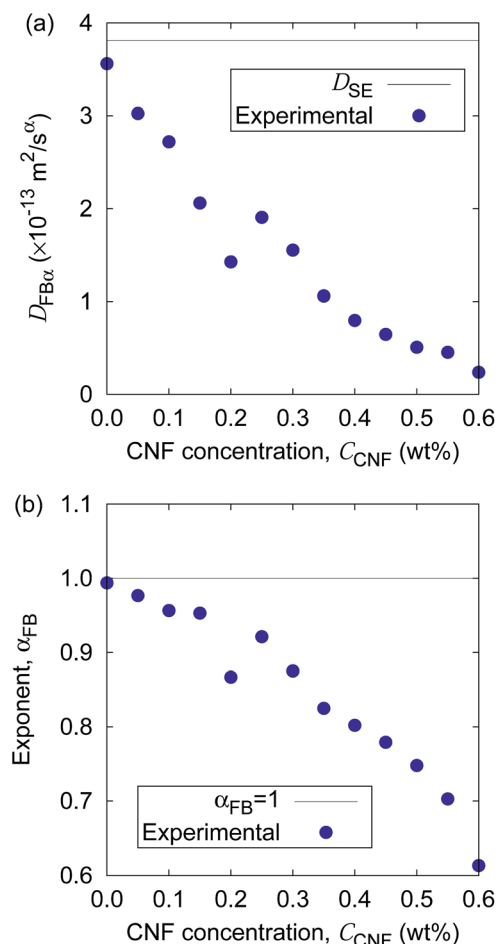 (a)
4
3
2
1
0
D_FBα (×10⁻¹³ m²/s^α)
D_SE
Experimental
0.0 0.1 0.2 0.3 0.4 0.5 0.6
CNF concentration, C_CNF (wt%)
(b)
1.1
1.0
0.9
0.8
0.7
0.6
Exponent, α_FB
α_FB=1
Experimental
0.0 0.1 0.2 0.3 0.4 0.5 0.6
CNF concentration, C_CNF (wt%)